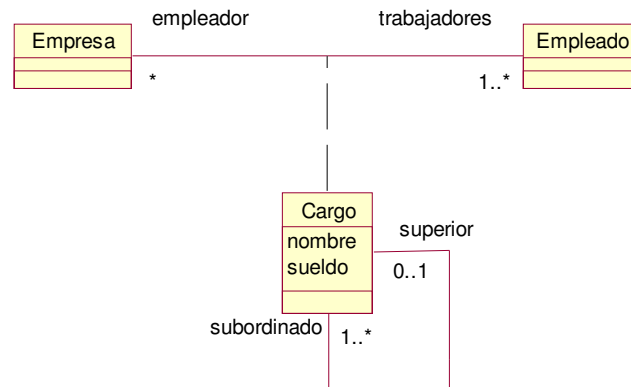 empleador
trabajadores
Empresa
Empleado
*
1..*
Cargo
nombre
sueldo
superior
0..1
subordinado
1..*